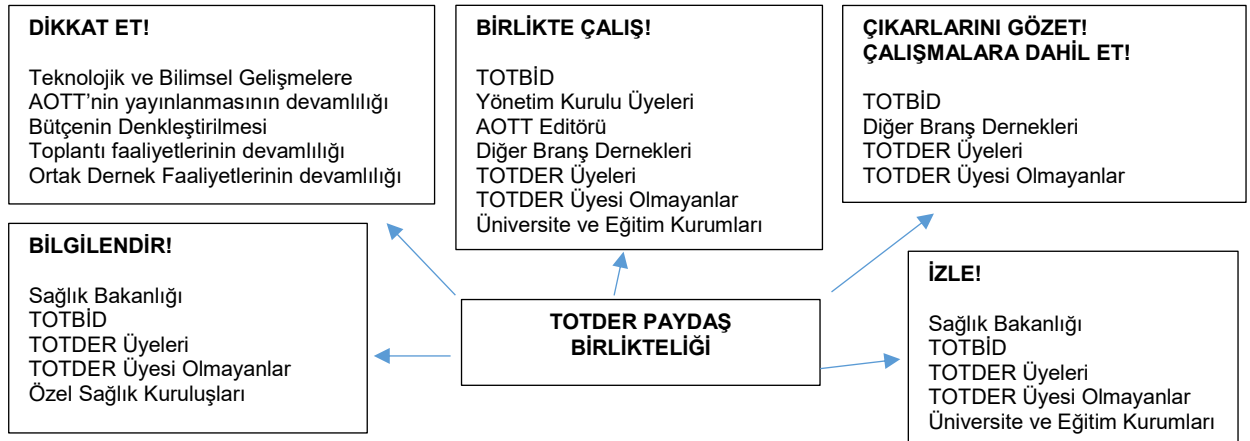 DİKKAT ET!
Teknolojik ve Bilimsel Gelişmelere
AOTT’nin yayınlanmasının devamlılığı
Bütçenin Denkleştirilmesi
Toplantı faaliyetlerinin devamlılığı
Ortak Dernek Faaliyetlerinin devamlılığı
BİRLİKTE ÇALIŞ!
TOTBİD
Yönetim Kurulu Üyeleri
AOTT Editörü
Diğer Branş Dernekleri
TOTDER Üyeleri
TOTDER Üyesi Olmayanlar
Üniversite ve Eğitim Kurumları
ÇIKARLARINI GÖZET!
ÇALIŞMALARA DAHİL ET!
TOTBİD
Diğer Branş Dernekleri
TOTDER Üyeleri
TOTDER Üyesi Olmayanlar
BİLGİLENDİR!
Sağlık Bakanlığı
TOTBİD
TOTDER Üyeleri
TOTDER Üyesi Olmayanlar
Özel Sağlık Kuruluşları
TOTDER PAYDAŞ
BİRLİKTELİĞİ
İZLE!
Sağlık Bakanlığı
TOTBİD
TOTDER Üyeleri
TOTDER Üyesi Olmayanlar
Üniversite ve Eğitim Kurumları